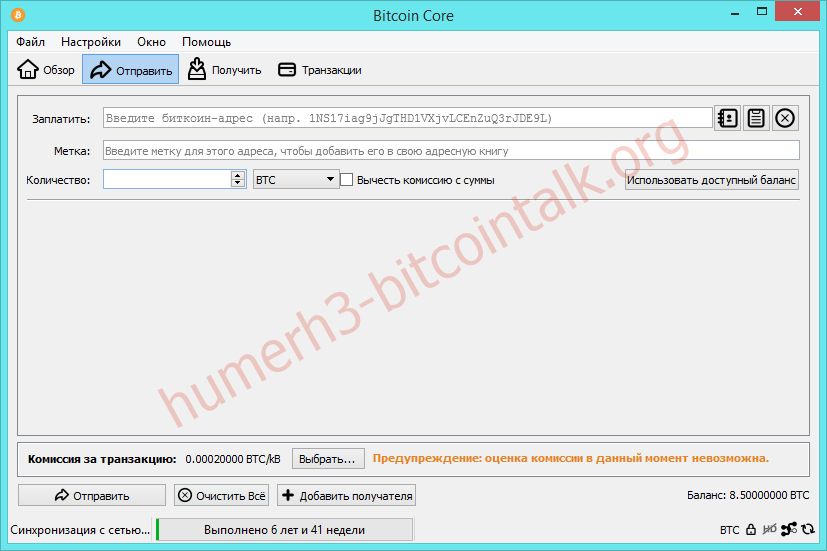 Bitcoin Core
Файл Настройки Окно Помощь
Обзор Отправить Получить Транзакции
Заплатить: Введите биткоин-адрес (напр. 1NS17iag9jJgTHD1VXjvLCEnZuQ3rJDE9L)
Метка: Введите метку для этого адреса, чтобы добавить его в свою адресную книгу
Количество: BTC Вычесть комиссию с суммы Использовать доступный баланс
humerh3-bitcointalk.org
Комиссия за транзакцию: 0.00020000 BTC/kB Выбрать... Предупреждение: оценка комиссии в данный момент невозможна.
Отправить Очистить Всё Добавить получателя Баланс: 8.50000000 BTC
Синхронизация с сетью... Выполнено 6 лет и 41 недели BTC HD